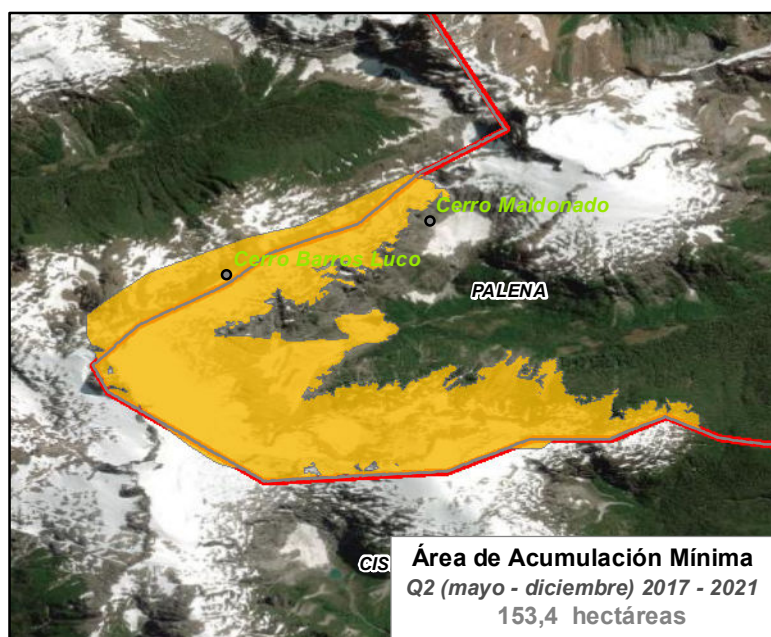 Cerro Maldonado
Cerro Barros Luco
PALENA
CIS
Área de Acumulación Mínima
Q2 (mayo - diciembre) 2017 - 2021
153,4 hectáreas